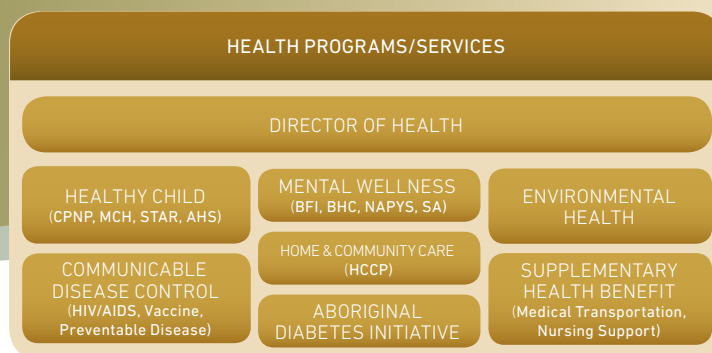 HEALTH PROGRAMS/SERVICES
DIRECTOR OF HEALTH
HEALTHY CHILD
(CPNP, MCH, STAR, AHS)
COMMUNICABLE
DISEASE CONTROL
(HIV/AIDS, Vaccine,
Preventable Disease)
MENTAL WELLNESS
(BFI, BHC, NAPYS, SA)
HOME & COMMUNITY CARE
(HCCP)
ABORIGINAL
DIABETES INITIATIVE
ENVIRONMENTAL
HEALTH
SUPPLEMENTARY
HEALTH BENEFIT
(Medical Transportation,
Nursing Support)